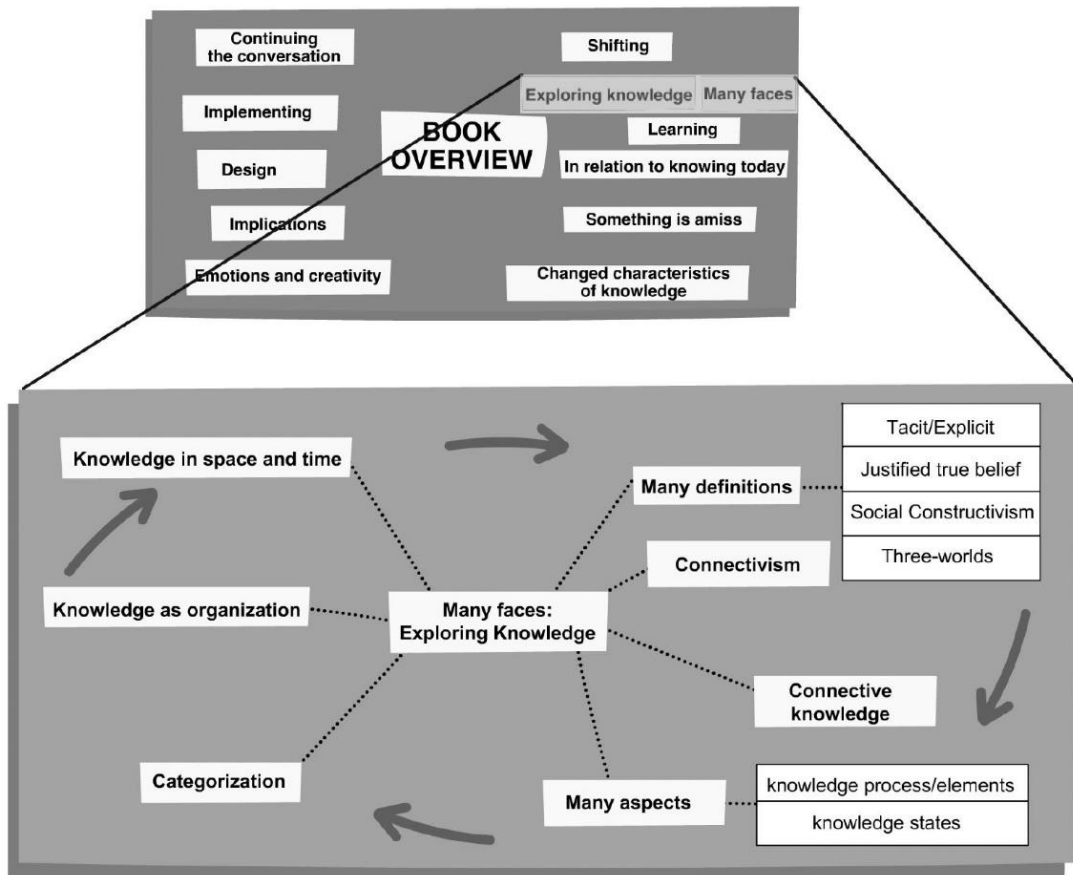 Continuing
the conversation
Implementing
Design
Implications
Emotions and creativity
BOOK
OVERVIEW
Shifting
Exploring knowledge Many faces
Learning
In relation to knowing today
Something is amiss
Changed characteristics
of knowledge
Knowledge in space and time
Knowledge as organization
Categorization
Many faces:
Exploring Knowledge
Many definitions
Tacit/Explicit
Justified true belief
Social Constructivism
Three-worlds
Connectivism
Connective
knowledge
Many aspects
knowledge process/elements
knowledge states